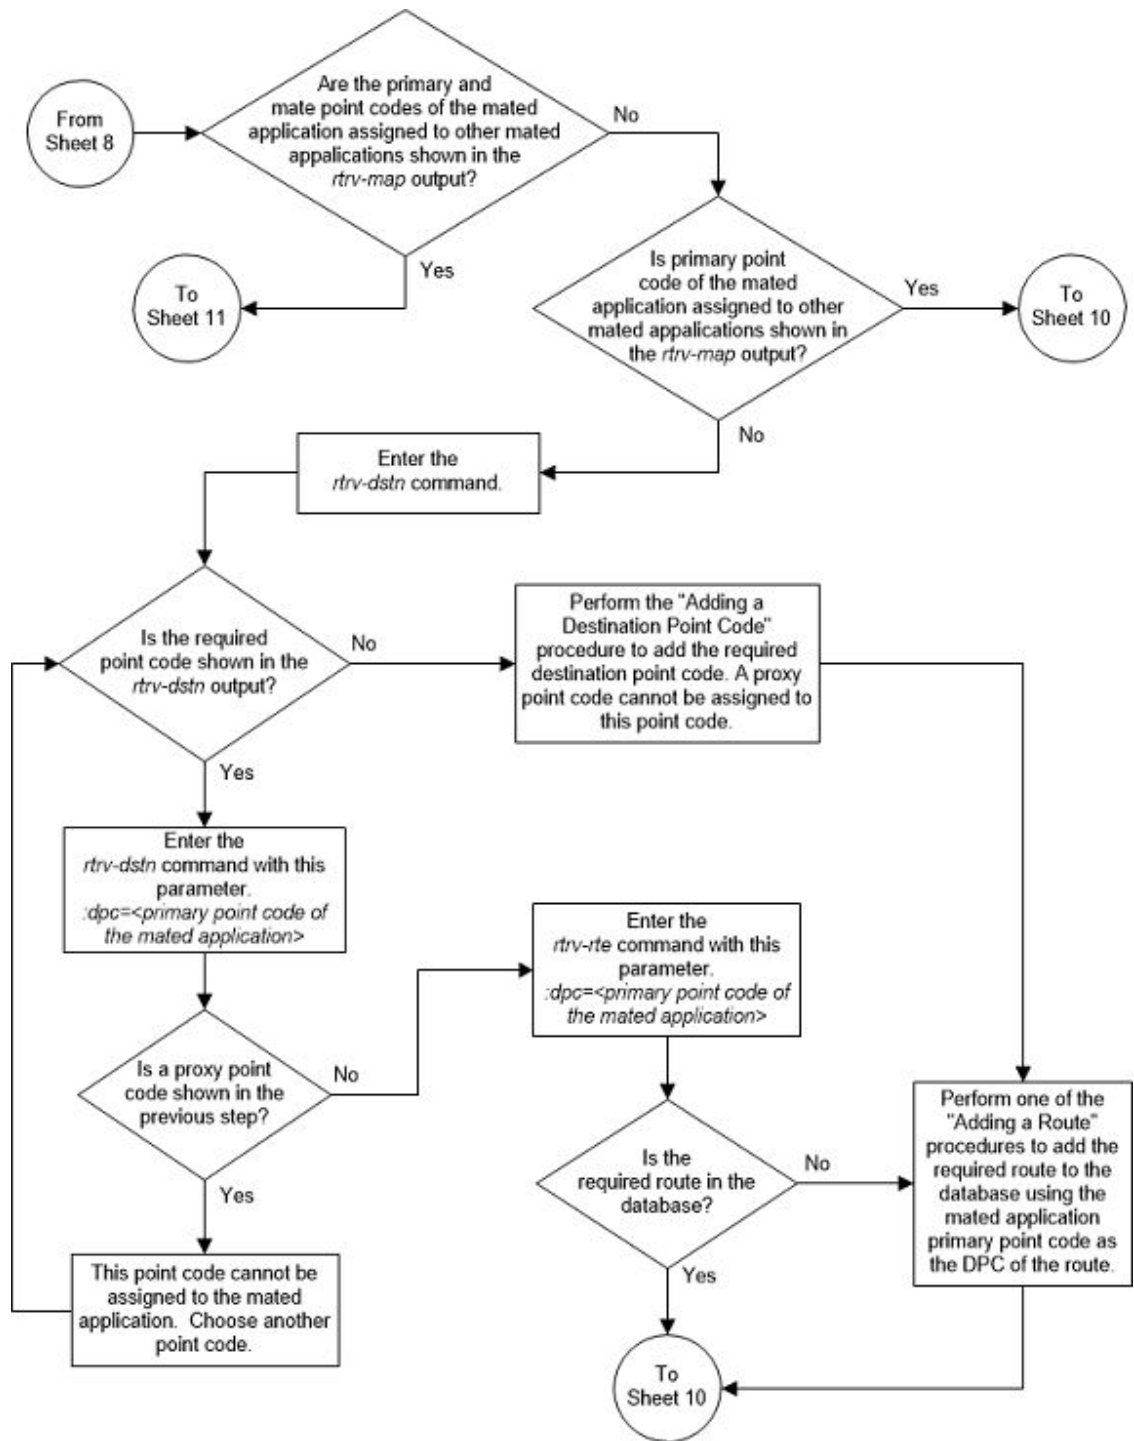 From
Sheet 8
Are the primary and
mate point codes of the mated
application assigned to other mated
appalications shown in the
rtrv-map output?
No
Yes
To
Sheet 11
Is primary point
code of the mated
application assigned to other
mated appalications shown in
the rtrv-map output?
Yes
To
Sheet 10
No
Enter the
rtrv-dstn command.
Is the required
point code shown in the
rtrv-dstn output?
No
Perform the "Adding a
Destination Point Code"
procedure to add the required
destination point code. A proxy
point code cannot be assigned to
this point code.
Yes
Enter the
rtrv-dstn command with this
parameter.
:dpc=<primary point code of
the mated application>
Is a proxy point
code shown in the
previous step?
No
Enter the
rtrv-rte command with this
parameter.
:dpc=<primary point code of
the mated application>
Yes
This point code cannot be
assigned to the mated
application. Choose another
point code.
Is the
required route in the
database?
No
Perform one of the
"Adding a Route"
procedures to add the
required route to the
database using the
mated application
primary point code as
the DPC of the route.
Yes
To
Sheet 10